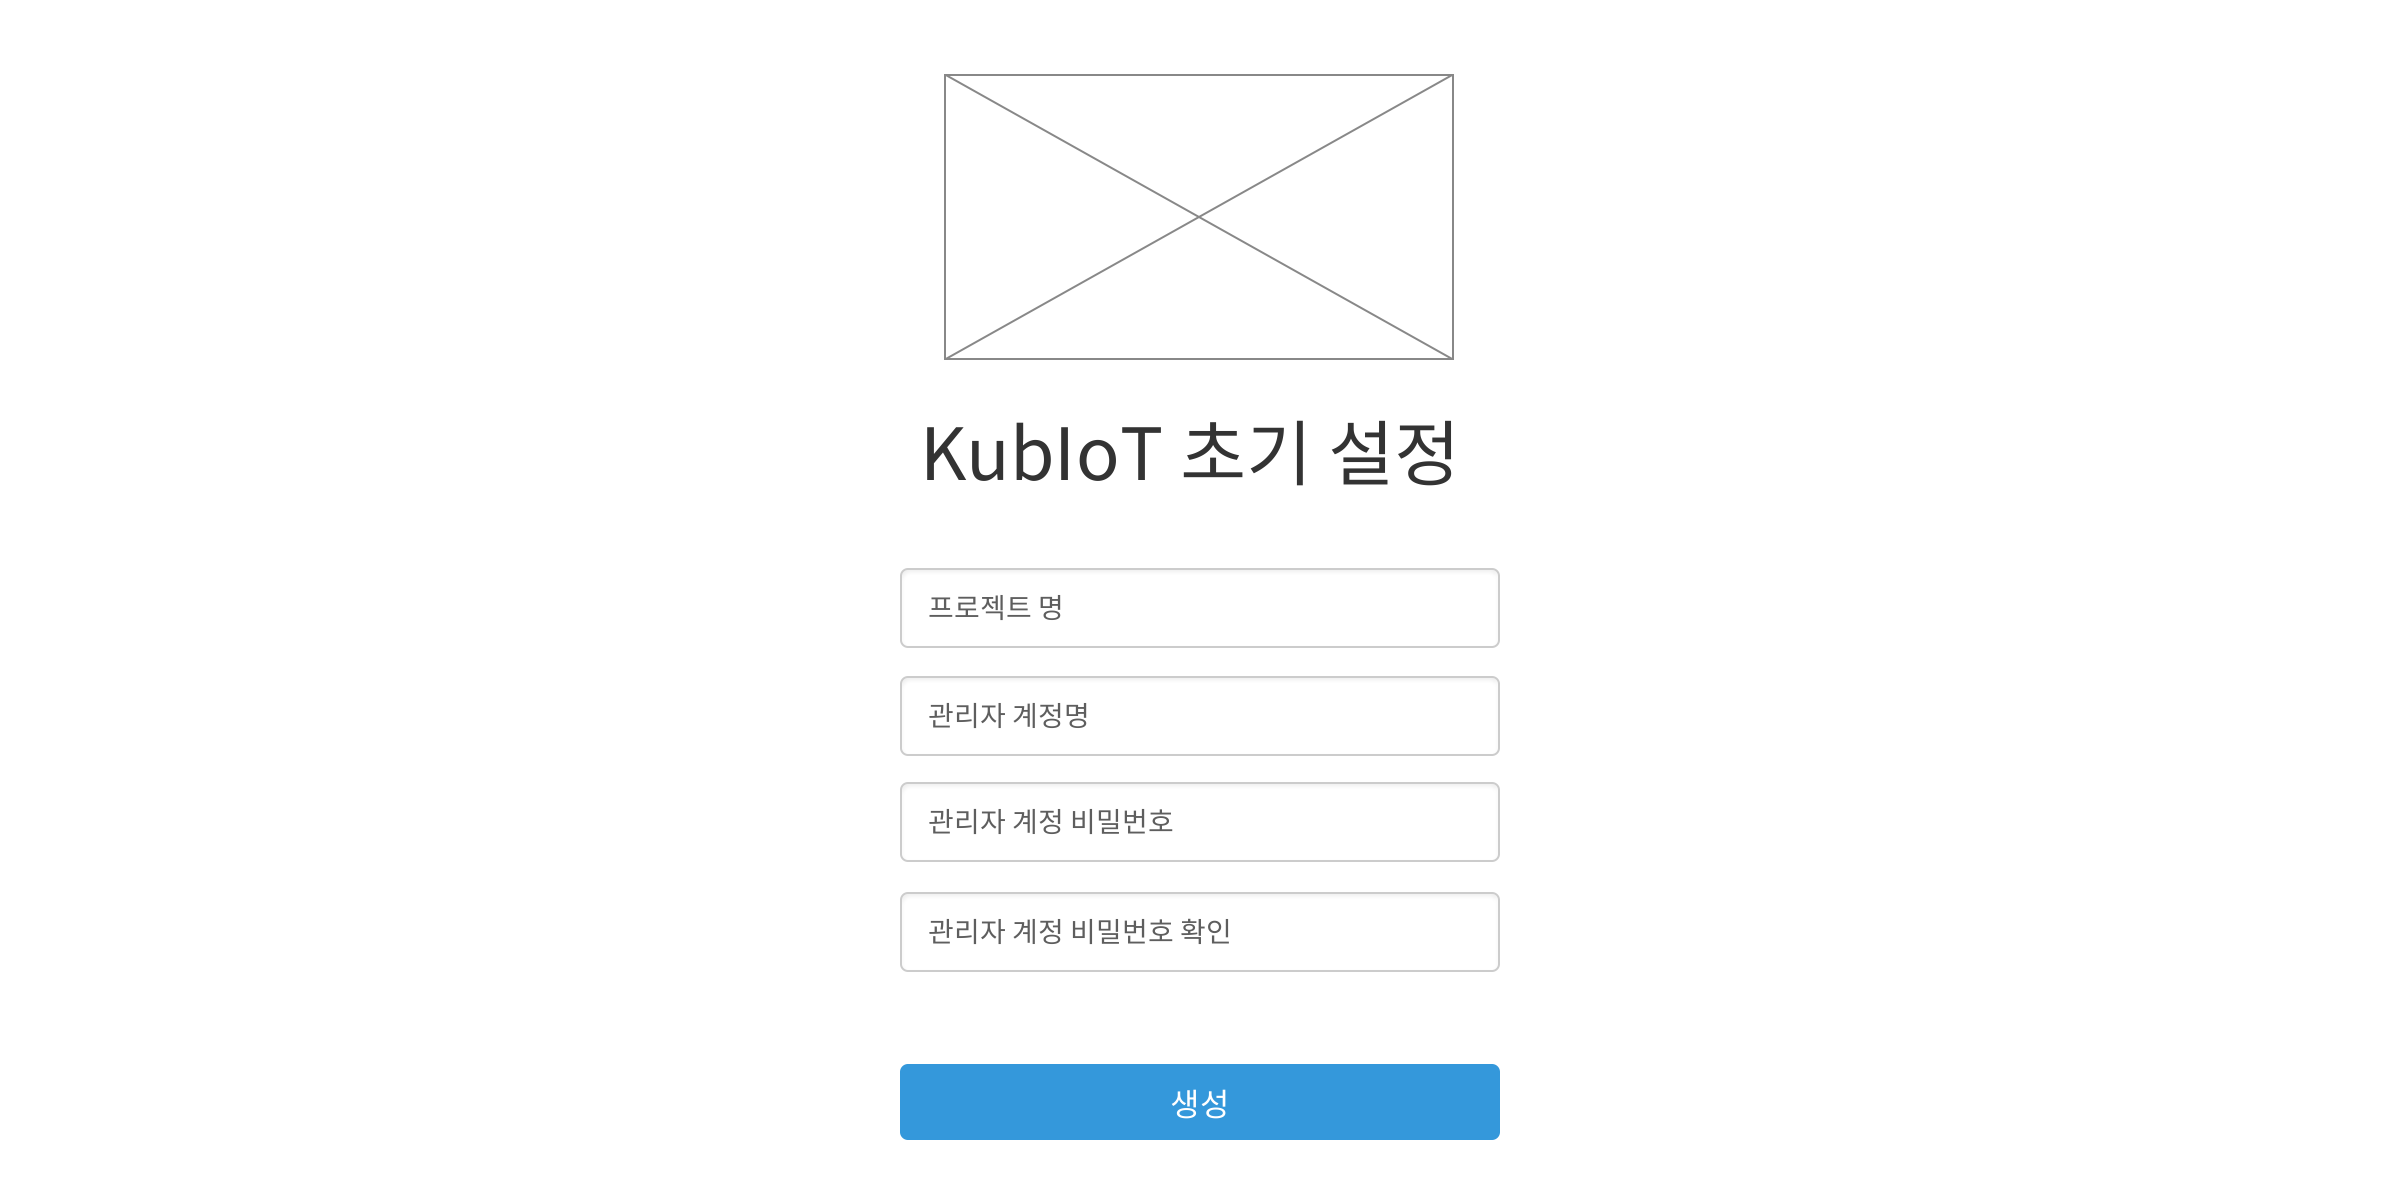 KubIoT 초기 설정
프로젝트 명
관리자 계정명
관리자 계정 비밀번호
관리자 계정 비밀번호 확인
생성